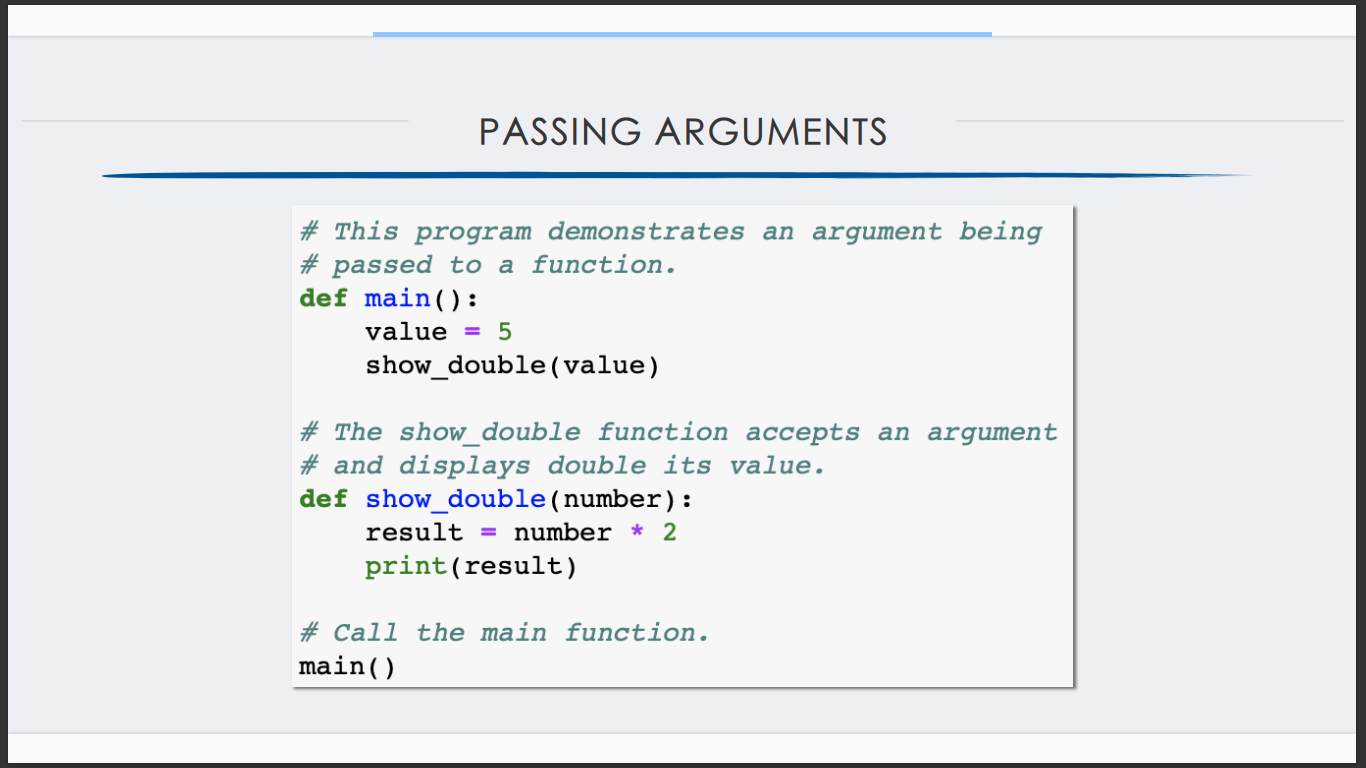 PASSING ARGUMENTS
# This program demonstrates an argument being
# passed to a function.
def main():
    value = 5
    show_double(value)

# The show_double function accepts an argument
# and displays double its value.
def show_double(number):
    result = number * 2
    print(result)

# Call the main function.
main()